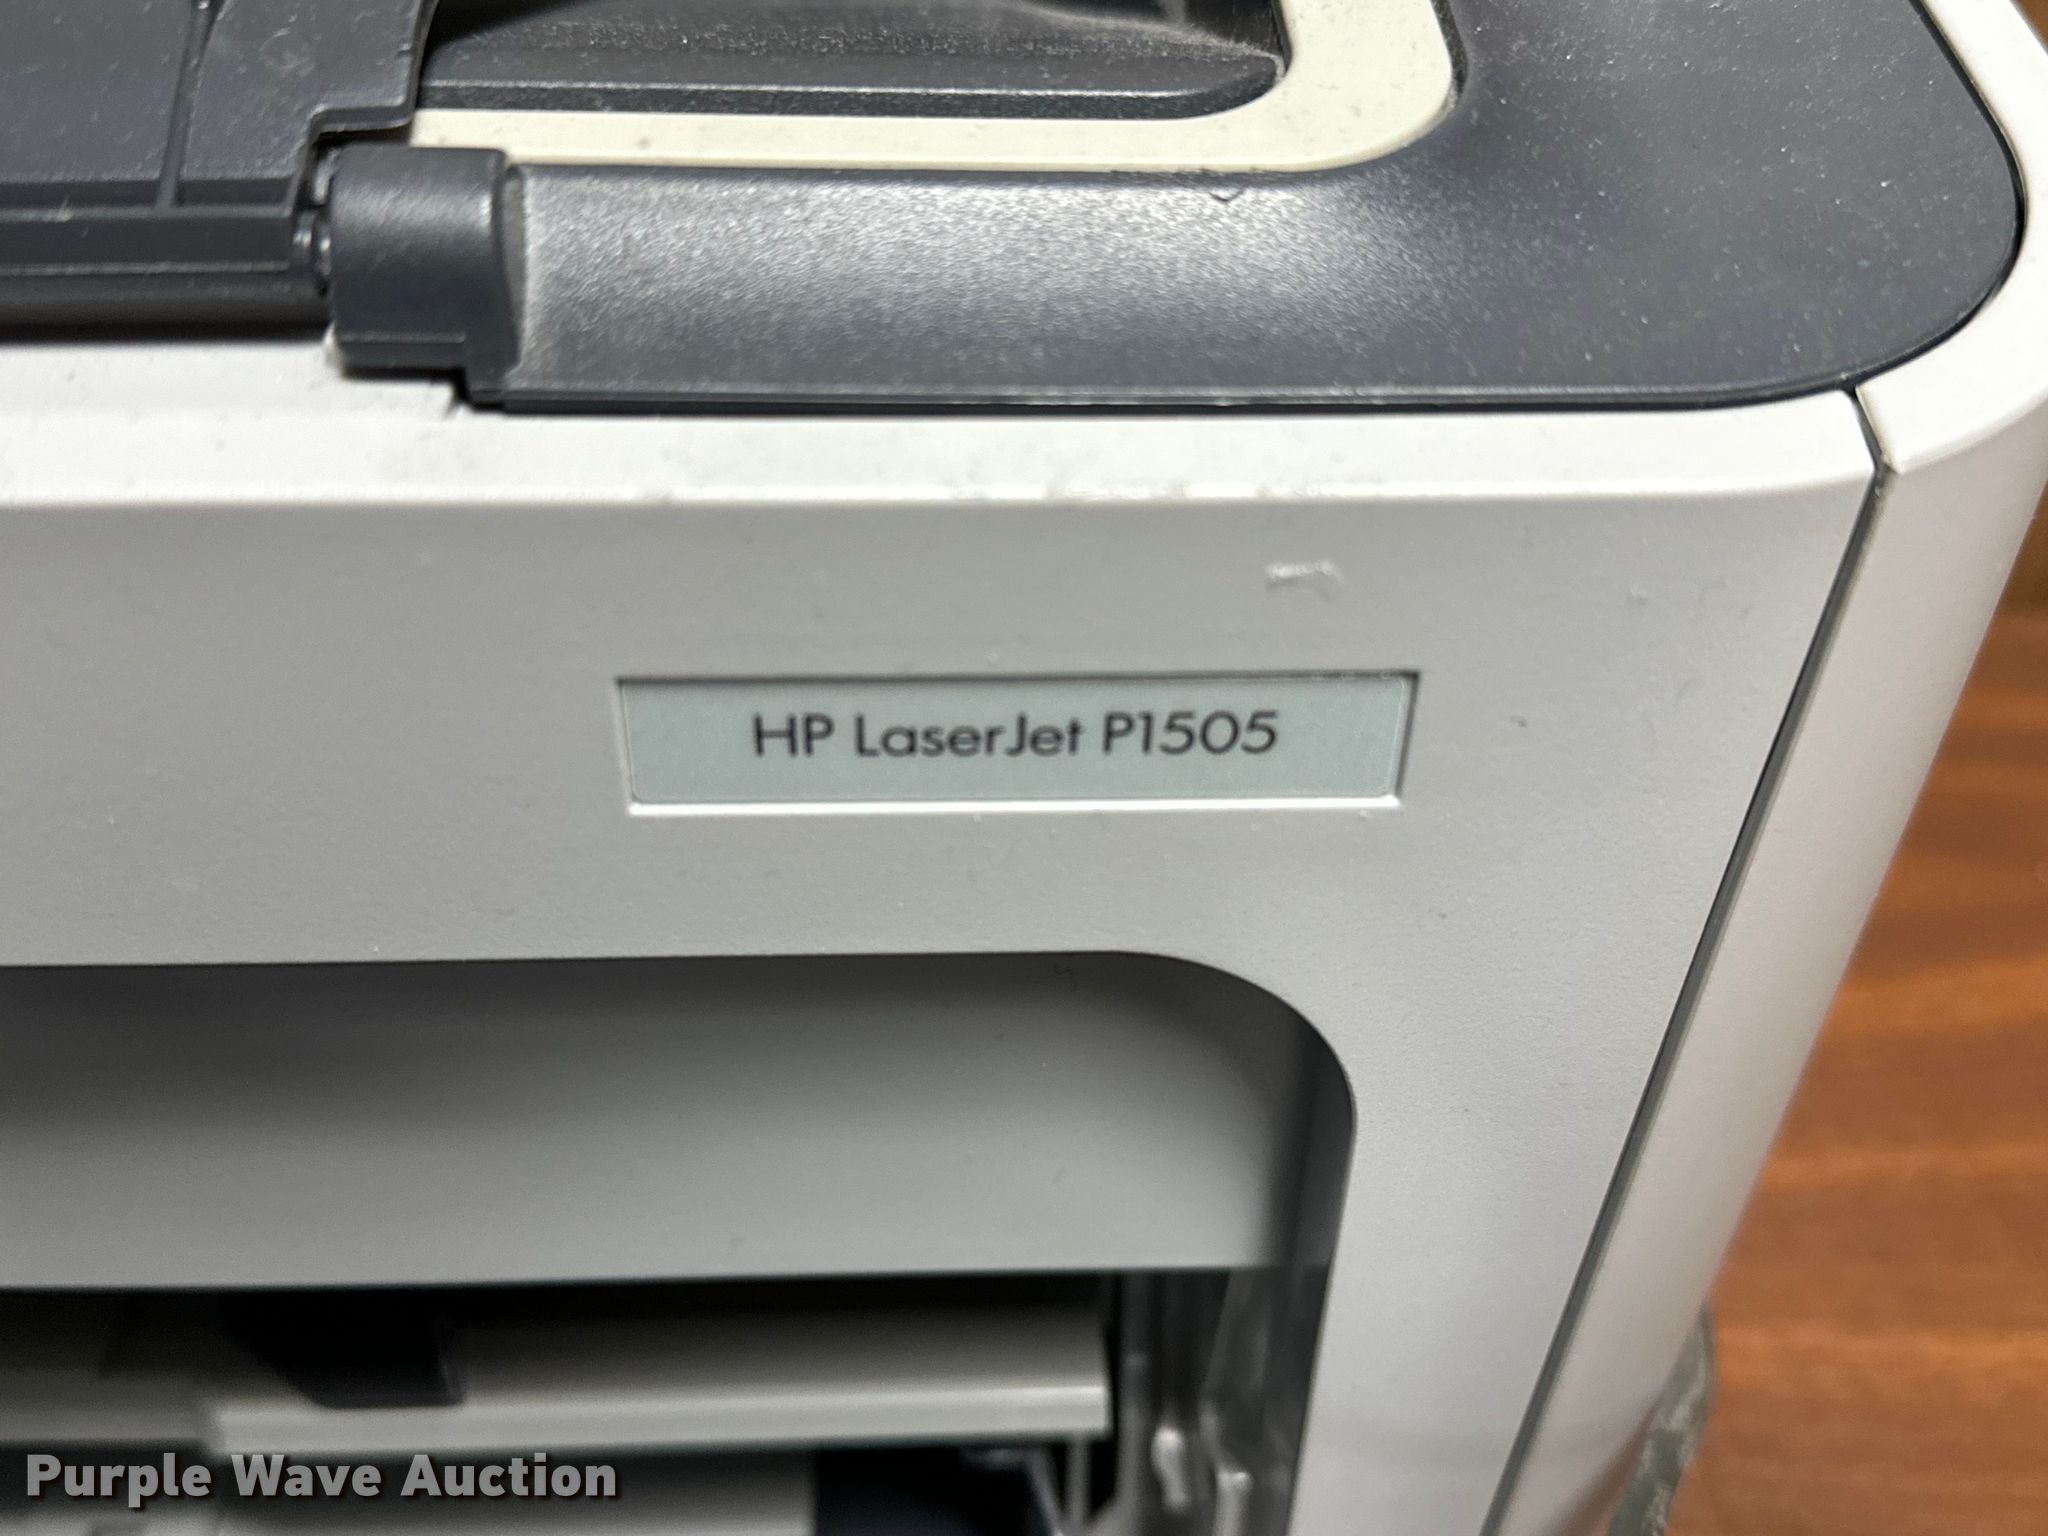 HP LaserJet P1505
Purple Wave Auction